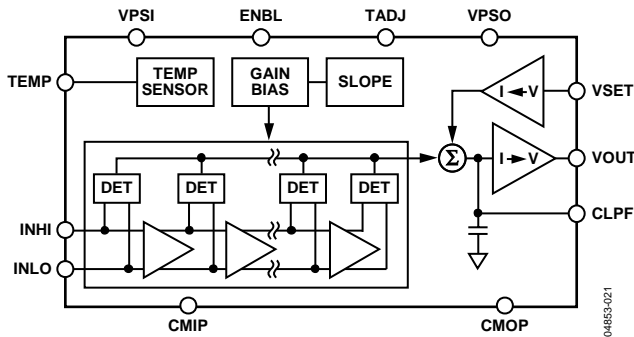 VPSI ENBL TADJ VPSO
TEMP
TEMP
SENSOR
GAIN
BIAS
SLOPE
I V
VSET
Σ
I V
VOUT
DET
DET
DET
DET
CLPF
INHI
INLO
CMIP
CMOP
04853-021